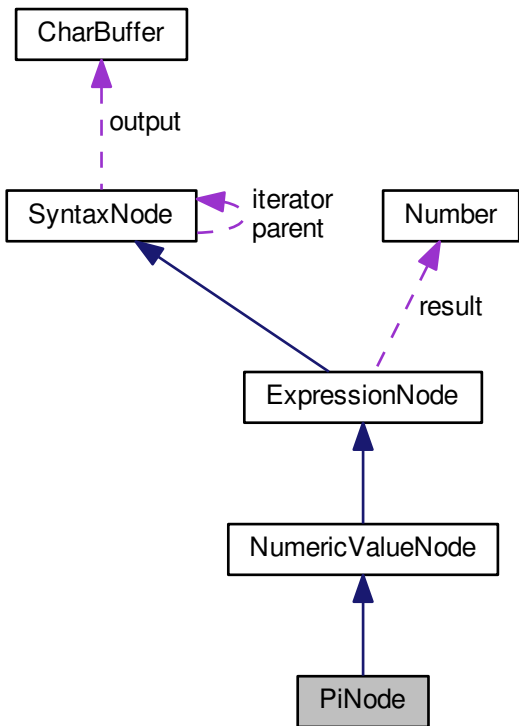 CharBuffer
output
SyntaxNode
iterator
parent
Number
result
ExpressionNode
NumericValueNode
PiNode